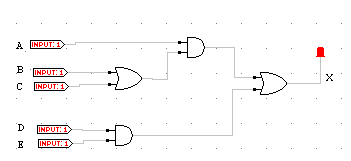 A INPUT: 1
B INPUT: 1
C INPUT: 1
X
D INPUT: 1
E INPUT: 1